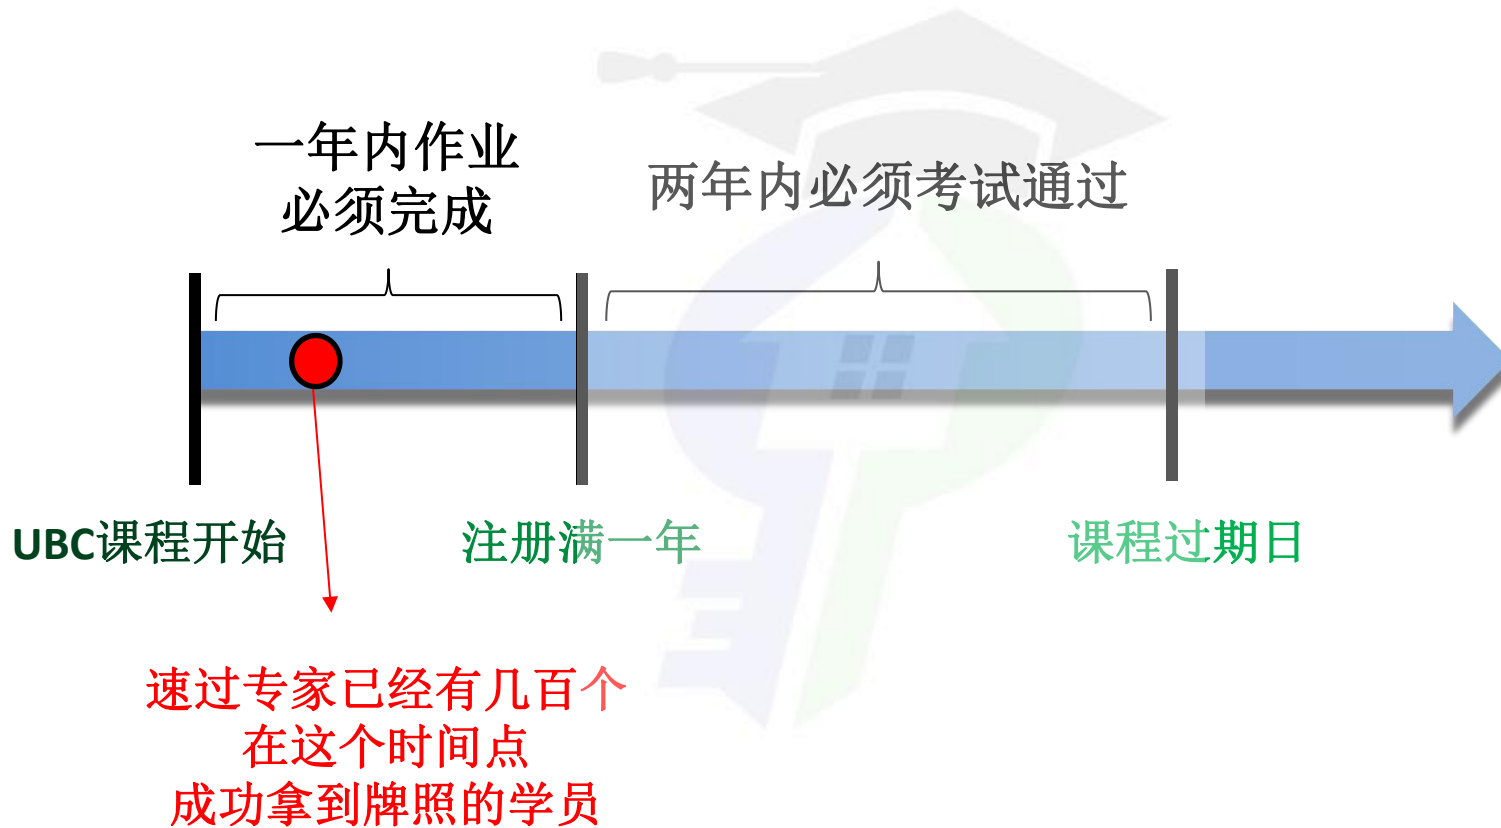 一年内作业
必须完成
两年内必须考试通过
UBC课程开始
注册满一年
课程过期日
速过专家已经有几百个
在这个时间点
成功拿到牌照的学员